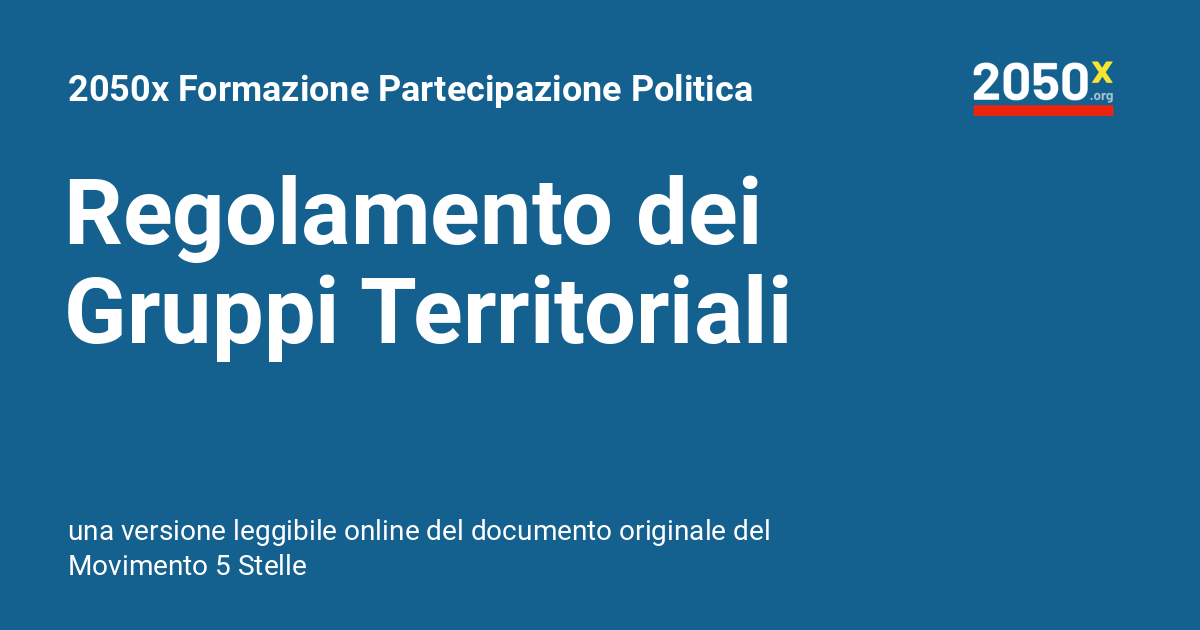 2050x Formazione Partecipazione Politica
2050x
.org
Regolamento dei
Gruppi Territoriali
una versione leggibile online del documento originale del
Movimento 5 Stelle